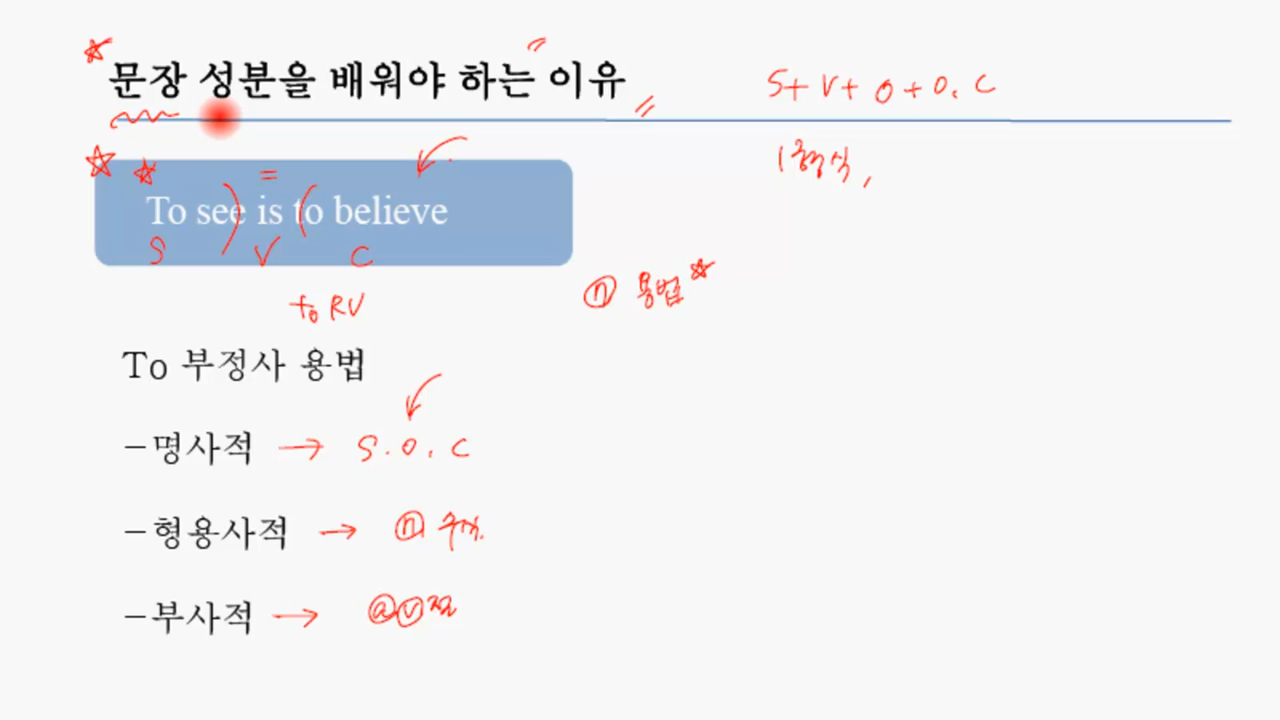 문장 성분을 배워야 하는 이유
S + V + O + O.C
1형식,
To see is to believe
S V C
to RV
ⓝ 용법
To 부정사 용법
-명사적 → S.O.C
-형용사적 → ⓝ 수식
-부사적 →